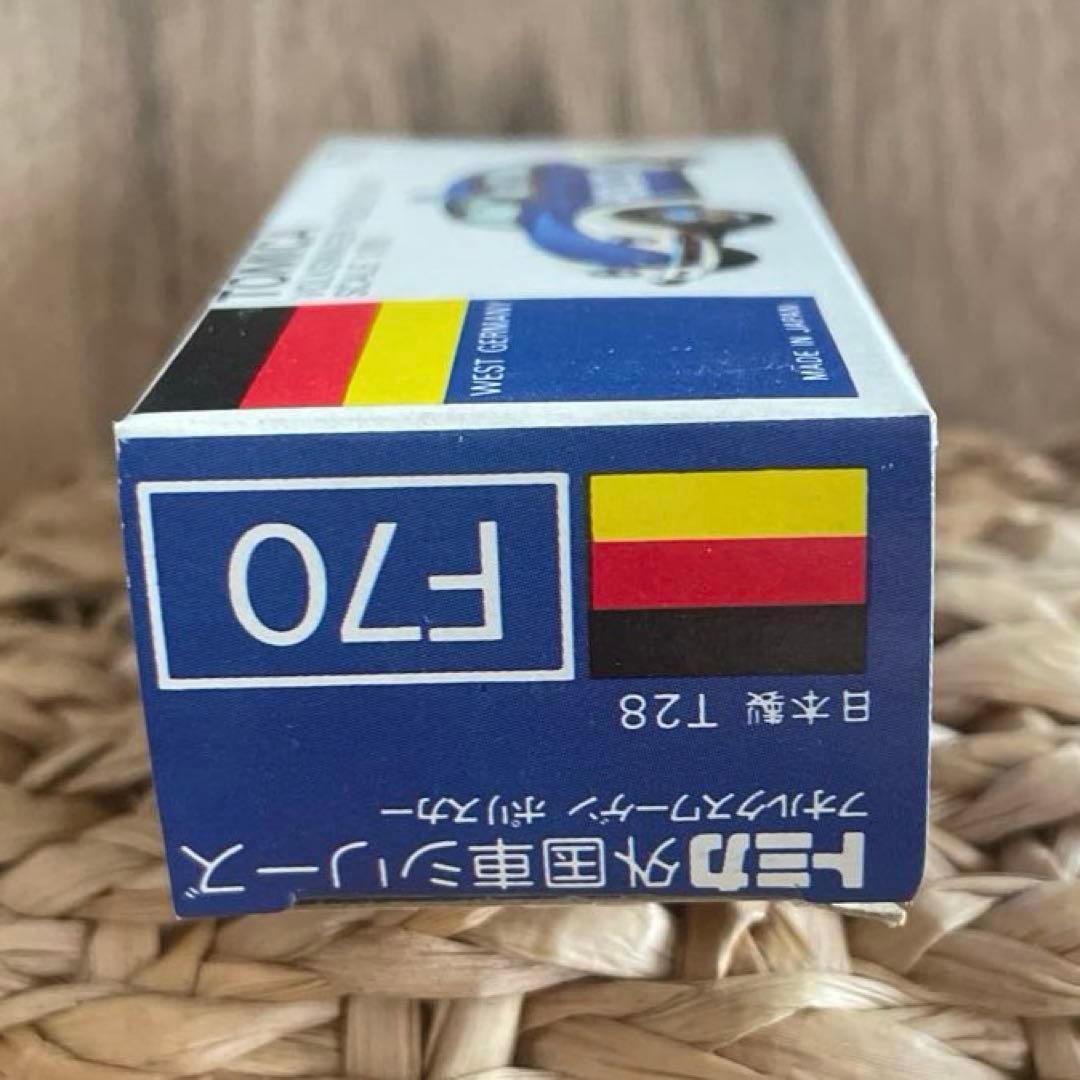 TOMICA
SCALE
WEST GERMANY
MADE IN JAPAN
トミカ外国車シリーズ
フォルクスワーゲン ポリスカー
日本製 T28
F70